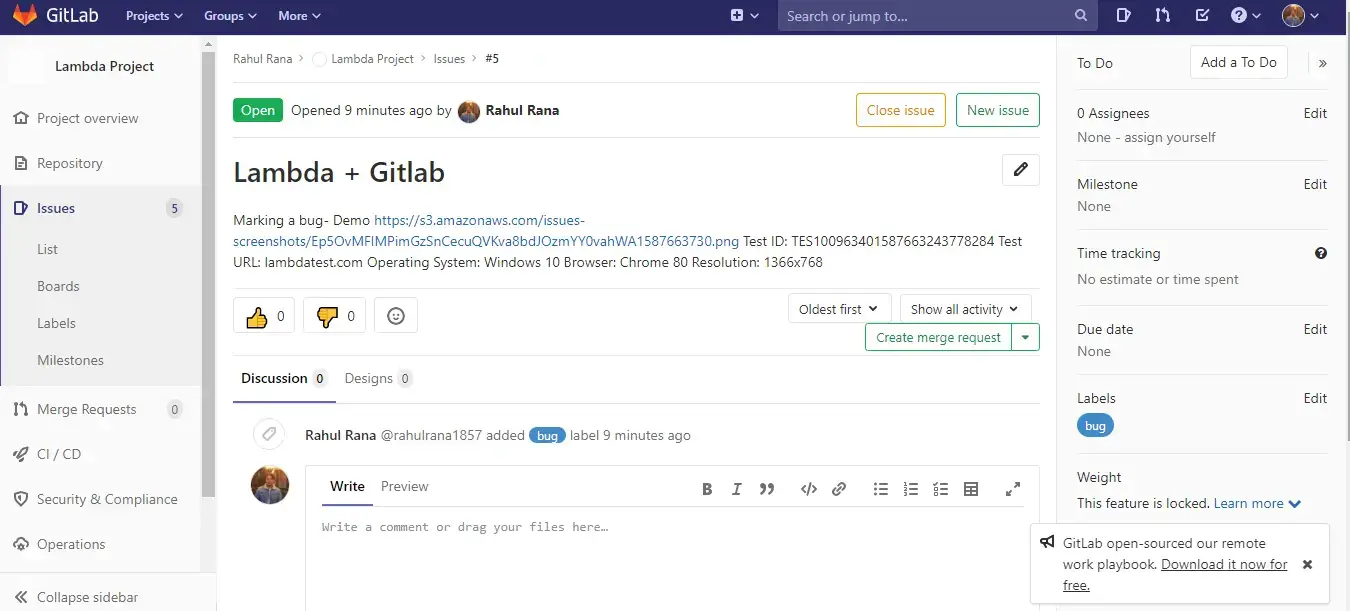 GitLab Projects Groups More Search or jump to...
Lambda Project
Project overview
Repository
Issues 5
List
Boards
Labels
Milestones
Merge Requests 0
CI / CD
Security & Compliance
Operations
Collapse sidebar
Rahul Rana > Lambda Project > Issues > #5
Open Opened 9 minutes ago by Rahul Rana Close issue New issue
Lambda + Gitlab
Marking a bug- Demo https://s3.amazonaws.com/issues-
screenshots/Ep5OvMFIMPimGzSnCecuQVKva8bdJOzmYY0vahWA1587663730.png Test ID: TES100963401587663243778284 Test
URL: lambdatest.com Operating System: Windows 10 Browser: Chrome 80 Resolution: 1366x768
0 0 Oldest first Show all activity
Create merge request
Discussion 0 Designs 0
Rahul Rana @rahulrana1857 added bug label 9 minutes ago
Write Preview
Write a comment or drag your files here…
To Do Add a To Do »
0 Assignees Edit
None - assign yourself
Milestone Edit
None
Time tracking
No estimate or time spent
Due date Edit
None
Labels Edit
bug
Weight
This feature is locked. Learn more
GitLab open-sourced our remote
work playbook. Download it now for
free.